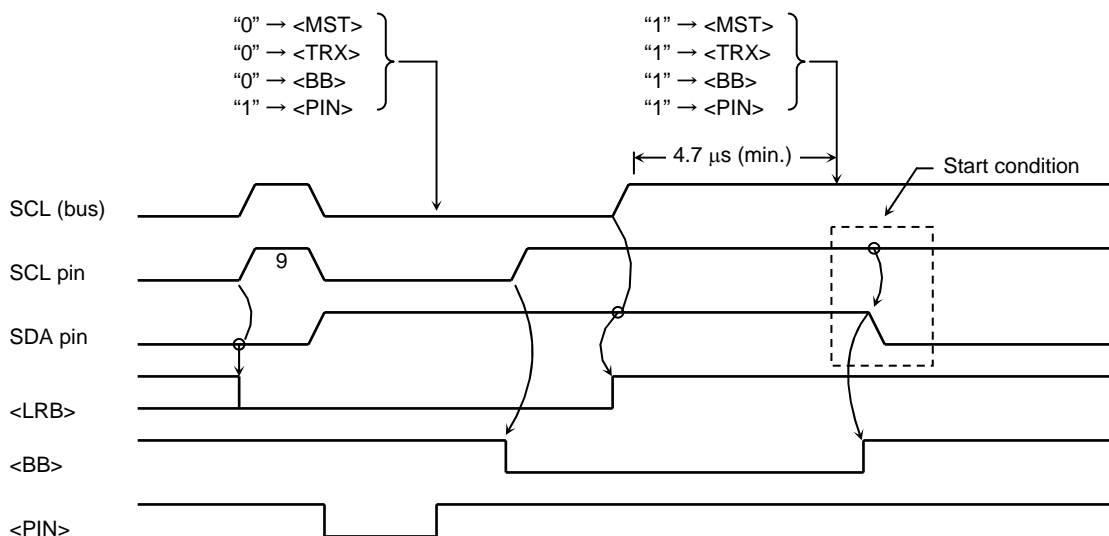 “0” → <MST>
“0” → <TRX>
“0” → <BB>
“1” → <PIN>
“1” → <MST>
“1” → <TRX>
“1” → <BB>
“1” → <PIN>
4.7 μs (min.)
Start condition
SCL (bus)
SCL pin
9
SDA pin
<LRB>
<BB>
<PIN>